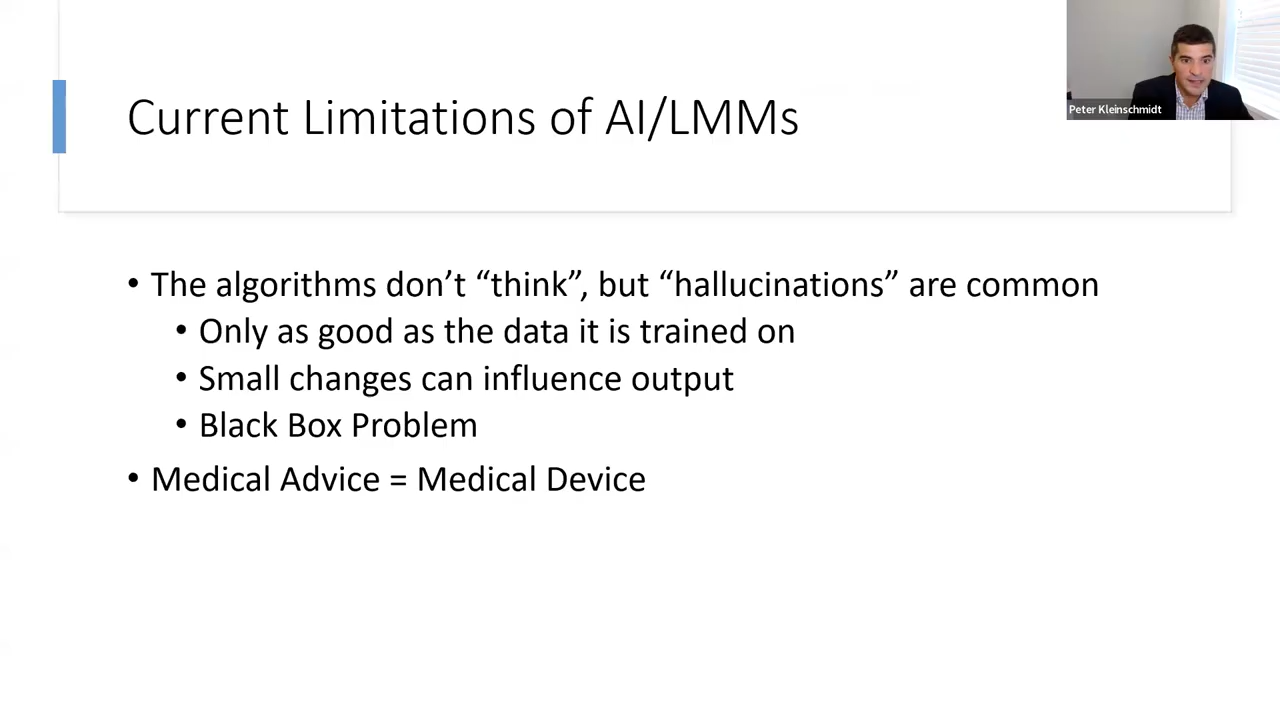 Current Limitations of AI/LMMs
Peter Kleinschmidt
• The algorithms don’t “think”, but “hallucinations” are common
• Only as good as the data it is trained on
• Small changes can influence output
• Black Box Problem
• Medical Advice = Medical Device